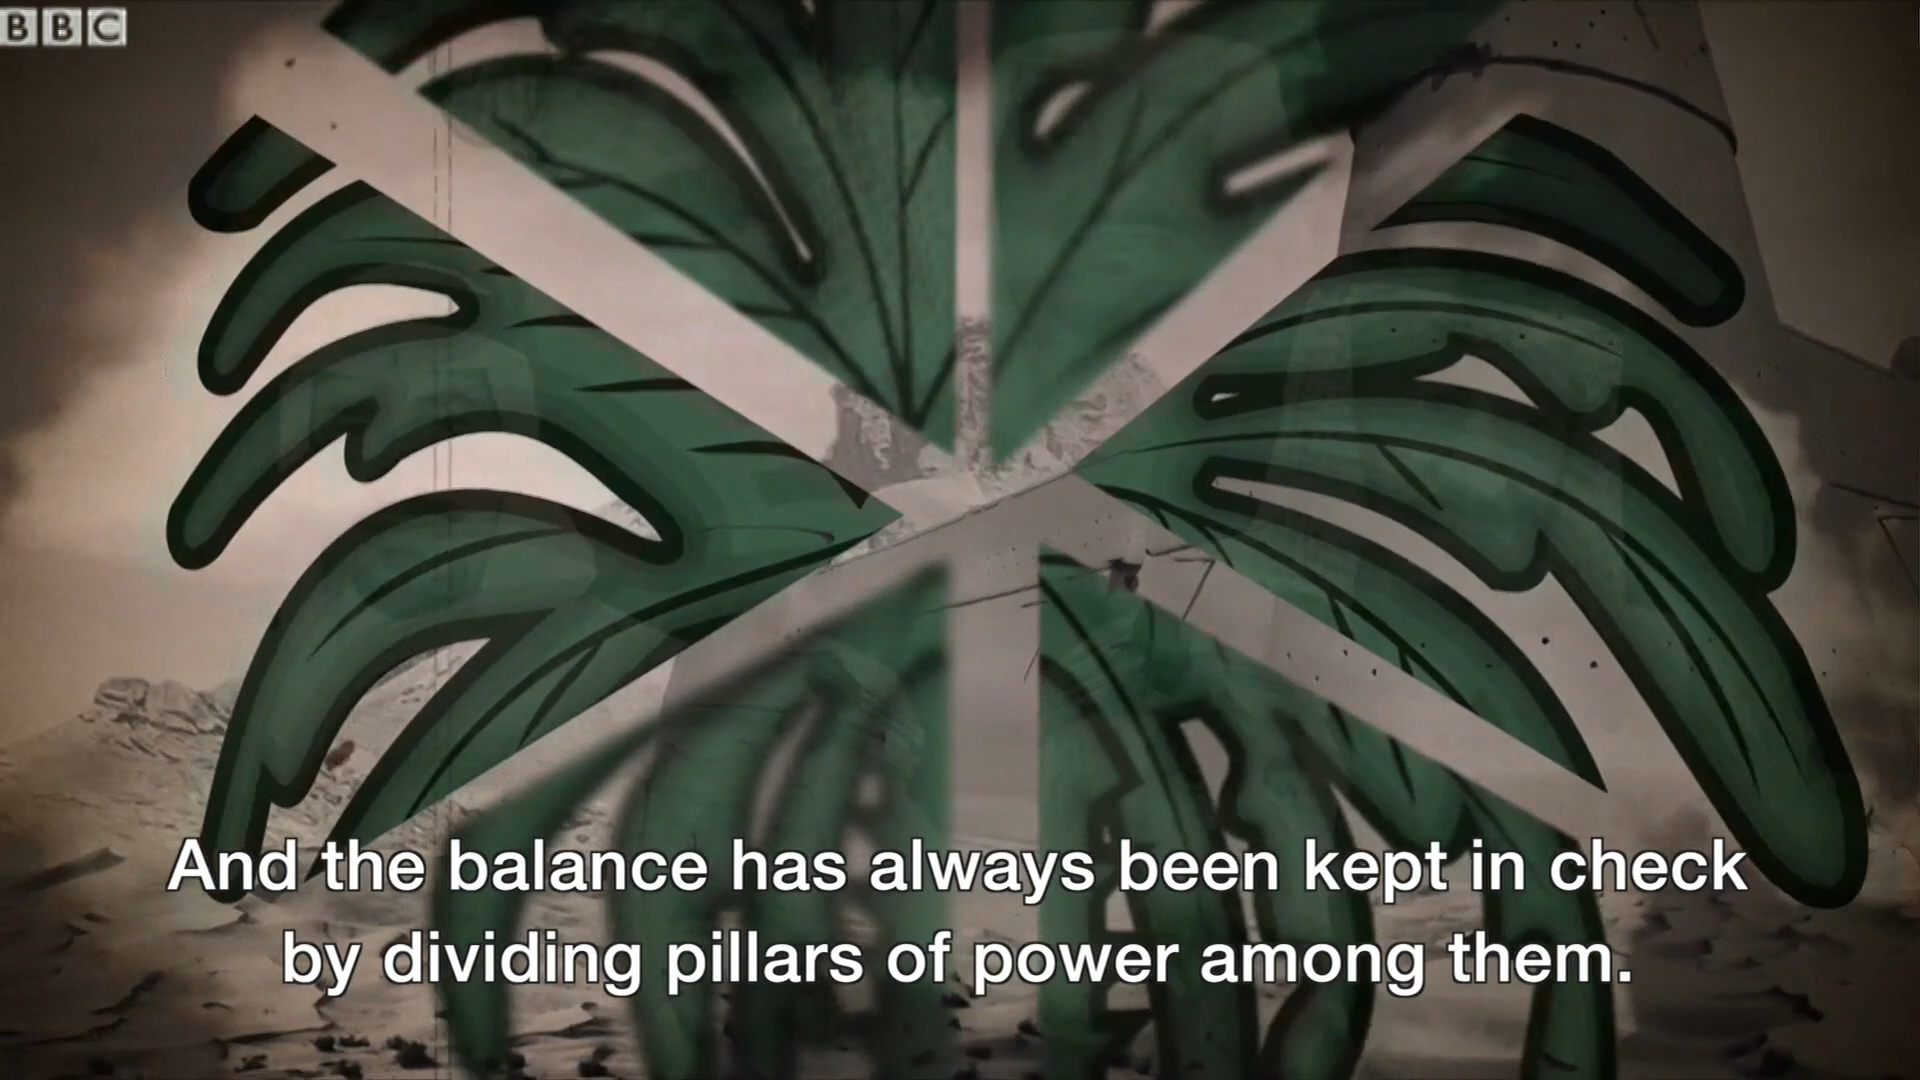 BBC
And the balance has always been kept in check
by dividing pillars of power among them.